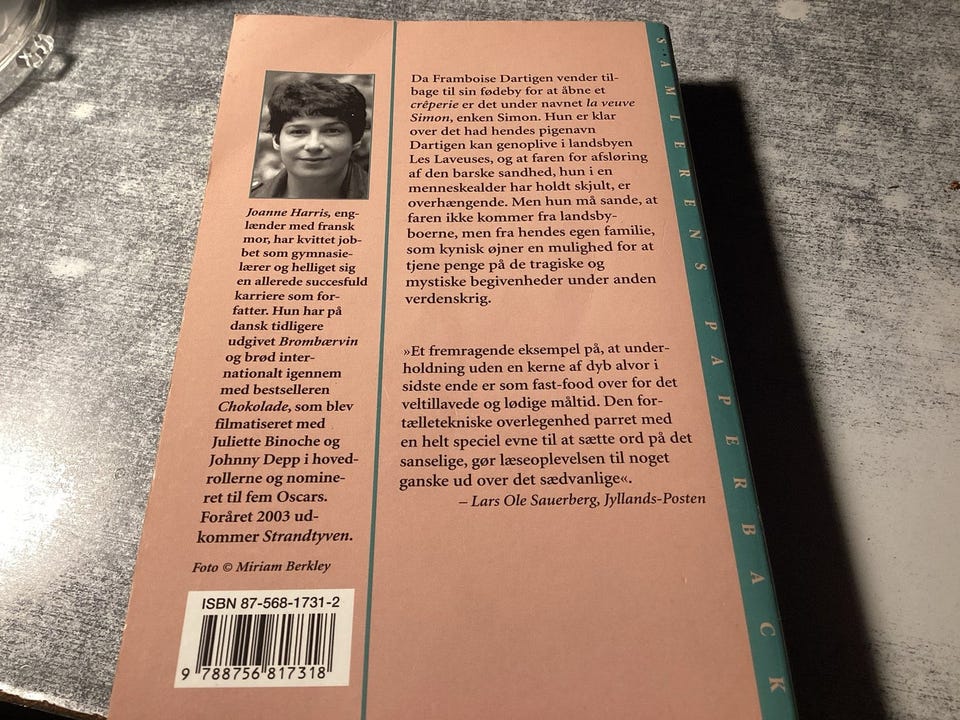 Joanne Harris, eng-
lænder med fransk
mor, har kvittet job-
bet som gymnasie-
lærer og helliget sig
en allerede succesfuld
karriere som for-
fatter. Hun har på
dansk tidligere
udgivet Brombærvin
og brød inter-
nationalt igennem
med bestselleren
Chokolade, som blev
filmatiseret med
Juliette Binoche og
Johnny Depp i hoved-
rollerne og nomine-
ret til fem Oscars.
Foråret 2003 ud-
kommer Strandtyven.
Foto © Miriam Berkley
ISBN 87-568-1731-2
9 788756 817318
Da Framboise Dartigen vender til-
bage til sin fødeby for at åbne et
crêperie er det under navnet la veuve
Simon, enken Simon. Hun er klar
over det had hendes pigenavn
Dartigen kan genoplive i landsbyen
Les Laveuses, og at faren for afsløring
af den barske sandhed, hun i en
menneskealder har holdt skjult, er
overhængende. Men hun må sande, at
faren ikke kommer fra landsby-
boerne, men fra hendes egen familie,
som kynisk øjner en mulighed for at
tjene penge på de tragiske og
mystiske begivenheder under anden
verdenskrig.
»Et fremragende eksempel på, at under-
holdning uden en kerne af dyb alvor i
sidste ende er som fast-food over for det
veltillavede og lødige måltid. Den for-
tælletekniske overlegenhed parret med
en helt speciel evne til at sætte ord på det
sanselige, gør læseoplevelsen til noget
ganske ud over det sædvanlige«.
– Lars Ole Sauerberg, Jyllands-Posten
SAMLERENS PAPERBACK